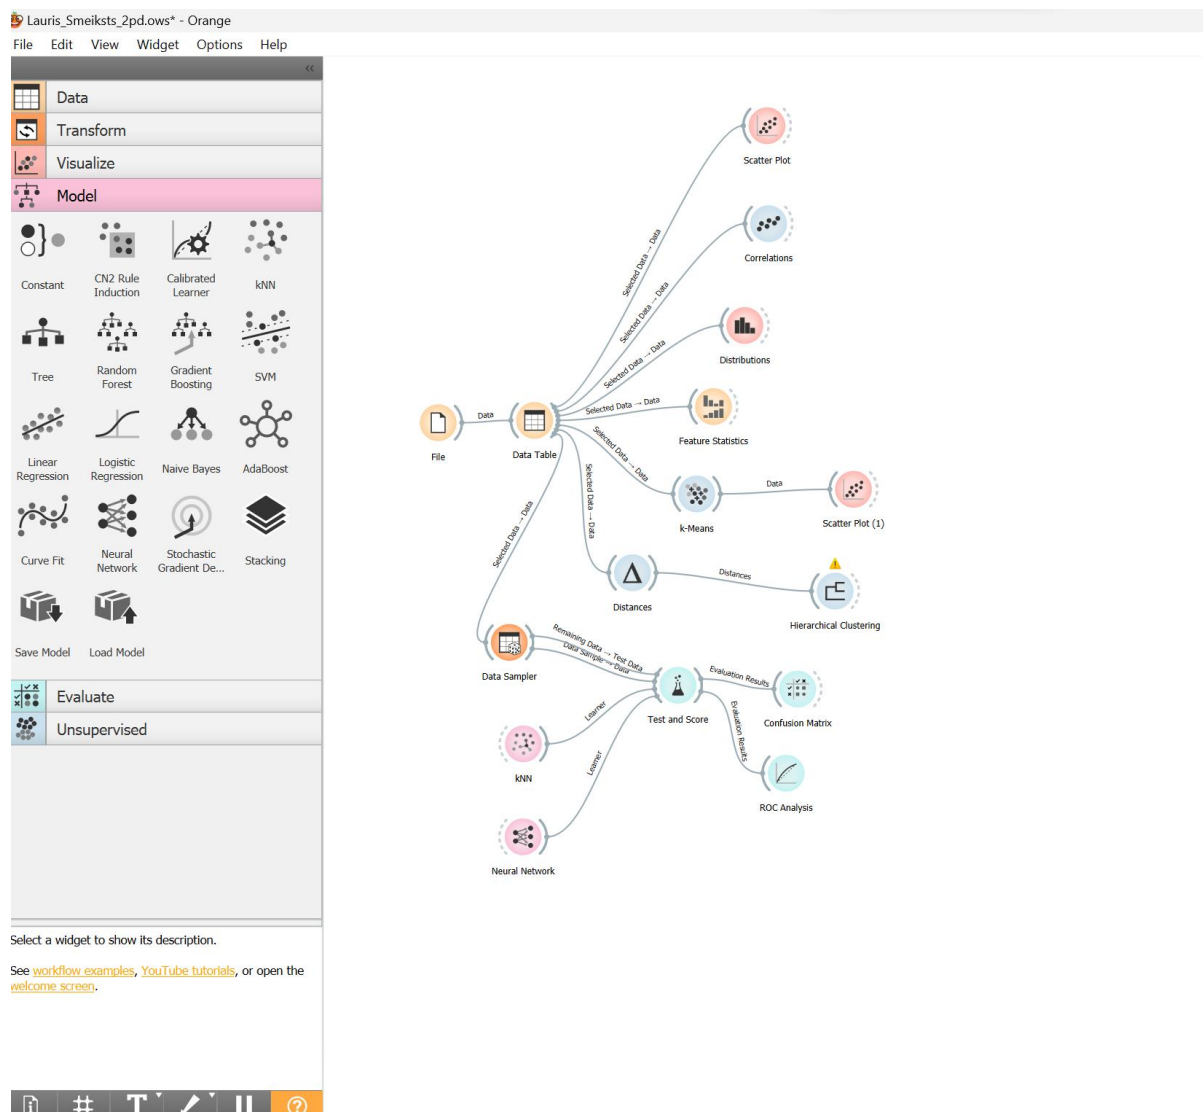 Lauris_Smeiksts_2pd.ows* - Orange
File Edit View Widget Options Help
«
Data
Transform
Visualize
Model
Constant
CN2 Rule
Induction
Calibrated
Learner
kNN
Tree
Random
Forest
Gradient
Boosting
SVM
Linear
Regression
Logistic
Regression
Naive Bayes
AdaBoost
Curve Fit
Neural
Network
Stochastic
Gradient De...
Stacking
Save Model
Load Model
Evaluate
Unsupervised
Select a widget to show its description.
See workflow examples, YouTube tutorials, or open the
welcome screen.
Scatter Plot
Selected Data → Data
Correlations
Selected Data → Data
Distributions
Selected Data → Data
Feature Statistics
Selected Data → Data
File
Data
Data Table
Selected Data → Data
k-Means
Data
Scatter Plot (1)
Selected Data → Data
Distances
Distances
Hierarchical Clustering
Selected Data → Data
Data Sampler
Remaining Data → Test Data
Data Sample → Data
Test and Score
Evaluation Results
Confusion Matrix
Evaluation Results
ROC Analysis
Learner
kNN
Learner
Neural Network